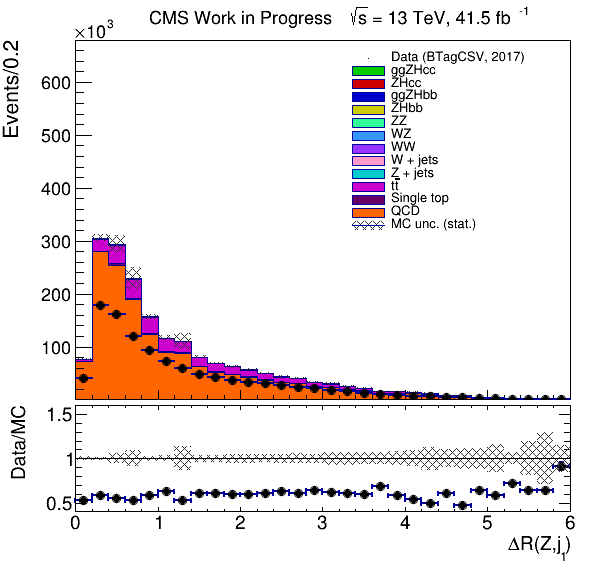 CMS Work in Progress √s = 13 TeV, 41.5 fb⁻¹
×10³
Events/0.2
600
500
400
300
200
100
Data (BTagCSV, 2017)
ggZHcc
ZHcc
ggZHbb
ZHbb
ZZ
WZ
WW
W + jets
Z + jets
tt̅
Single top
QCD
MC unc. (stat.)
Data/MC
1.5
1
0.5
0 1 2 3 4 5 6
ΔR(Z,j₁)